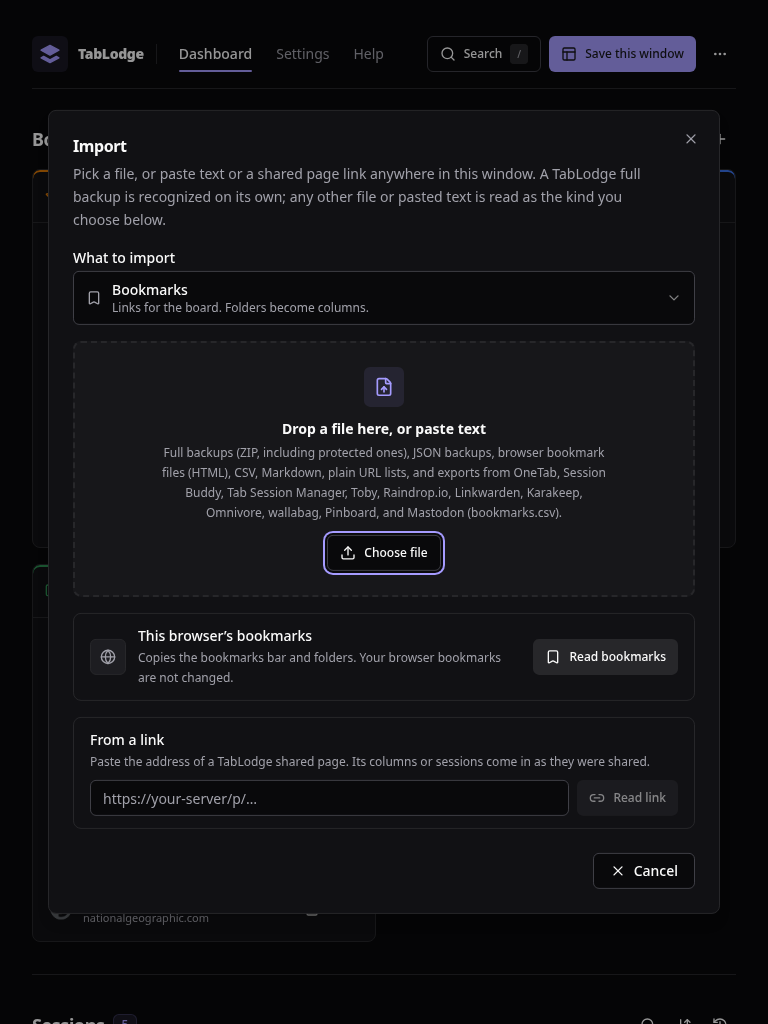 TabLodge
Dashboard
Settings
Help
Search /
Save this window
Bo
Import
Pick a file, or paste text or a shared page link anywhere in this window. A TabLodge full
backup is recognized on its own; any other file or pasted text is read as the kind you
choose below.
What to import
Bookmarks
Links for the board. Folders become columns.
Drop a file here, or paste text
Full backups (ZIP, including protected ones), JSON backups, browser bookmark
files (HTML), CSV, Markdown, plain URL lists, and exports from OneTab, Session
Buddy, Tab Session Manager, Toby, Raindrop.io, Linkwarden, Karakeep,
Omnivore, wallabag, Pinboard, and Mastodon (bookmarks.csv).
Choose file
This browser’s bookmarks
Copies the bookmarks bar and folders. Your browser bookmarks
are not changed.
Read bookmarks
From a link
Paste the address of a TabLodge shared page. Its columns or sessions come in as they were shared.
https://your-server/p/…
Read link
Cancel
nationalgeographic.com
Sessions 5